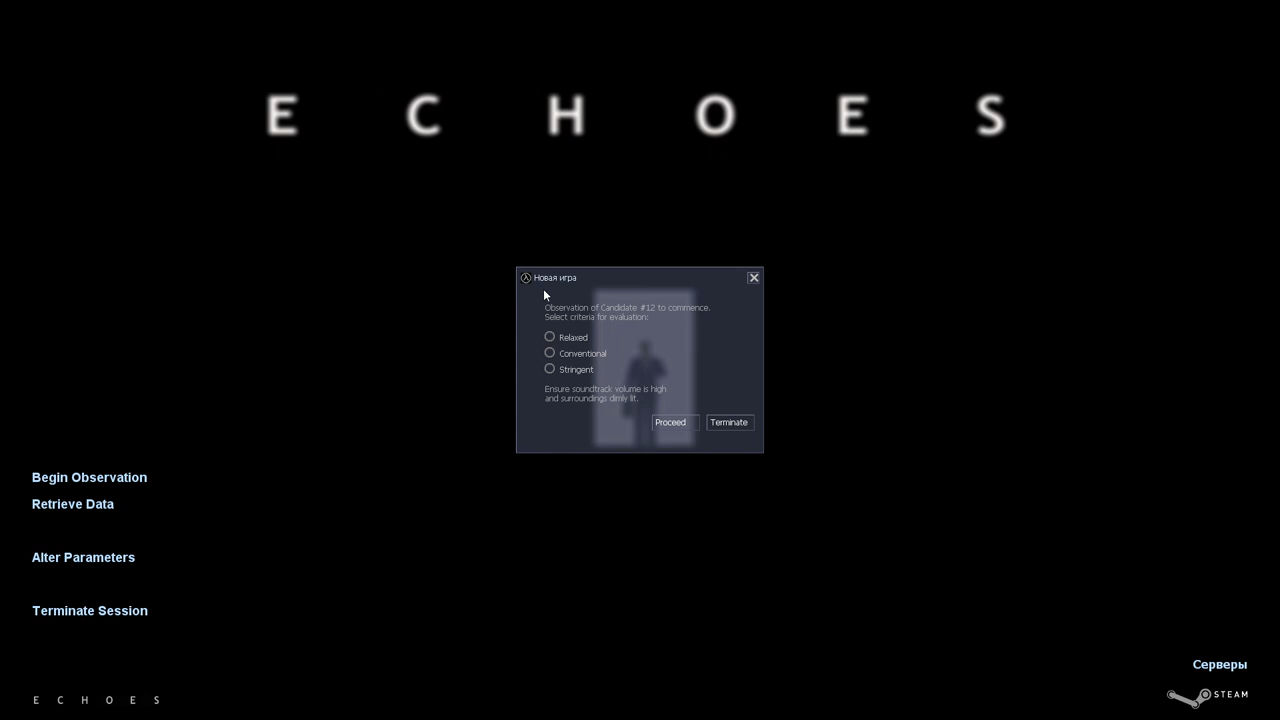 E C H O E S
Новая игра
Observation of Candidate #12 to commence.
Select criteria for evaluation:
Relaxed
Conventional
Stringent
Ensure soundtrack volume is high
and surroundings dimly lit.
Proceed
Terminate
Begin Observation
Retrieve Data
Alter Parameters
Terminate Session
Серверы
E C H O E S
STEAM